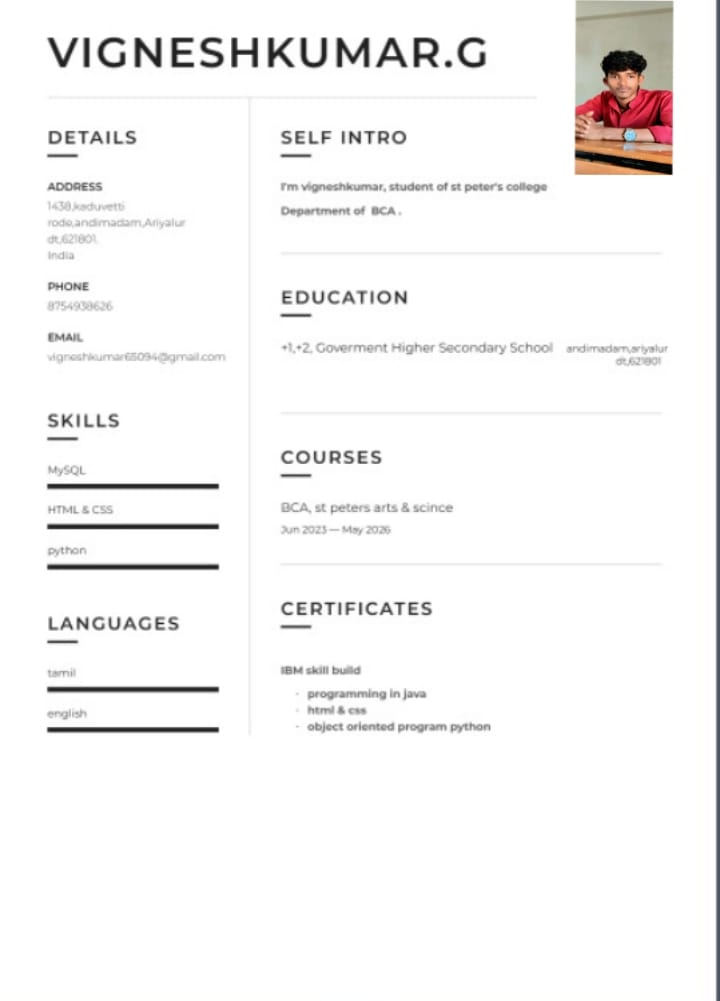 VIGNESHKUMAR.G
DETAILS
ADDRESS
1438,kaduvetti
rode,andimadam,Ariyalur
dt,621801.
India
PHONE
8754938626
EMAIL
vigneshkumar65094@gmail.com
SKILLS
MySQL
HTML & CSS
python
LANGUAGES
tamil
english
SELF INTRO
I'm vigneshkumar, student of st peter's college
Department of BCA .
EDUCATION
+1,+2, Goverment Higher Secondary School
andimadam,ariyalur
dt,621801
COURSES
BCA, st peters arts & scince
Jun 2023 — May 2026
CERTIFICATES
IBM skill build
· programming in java
· html & css
· object oriented program python